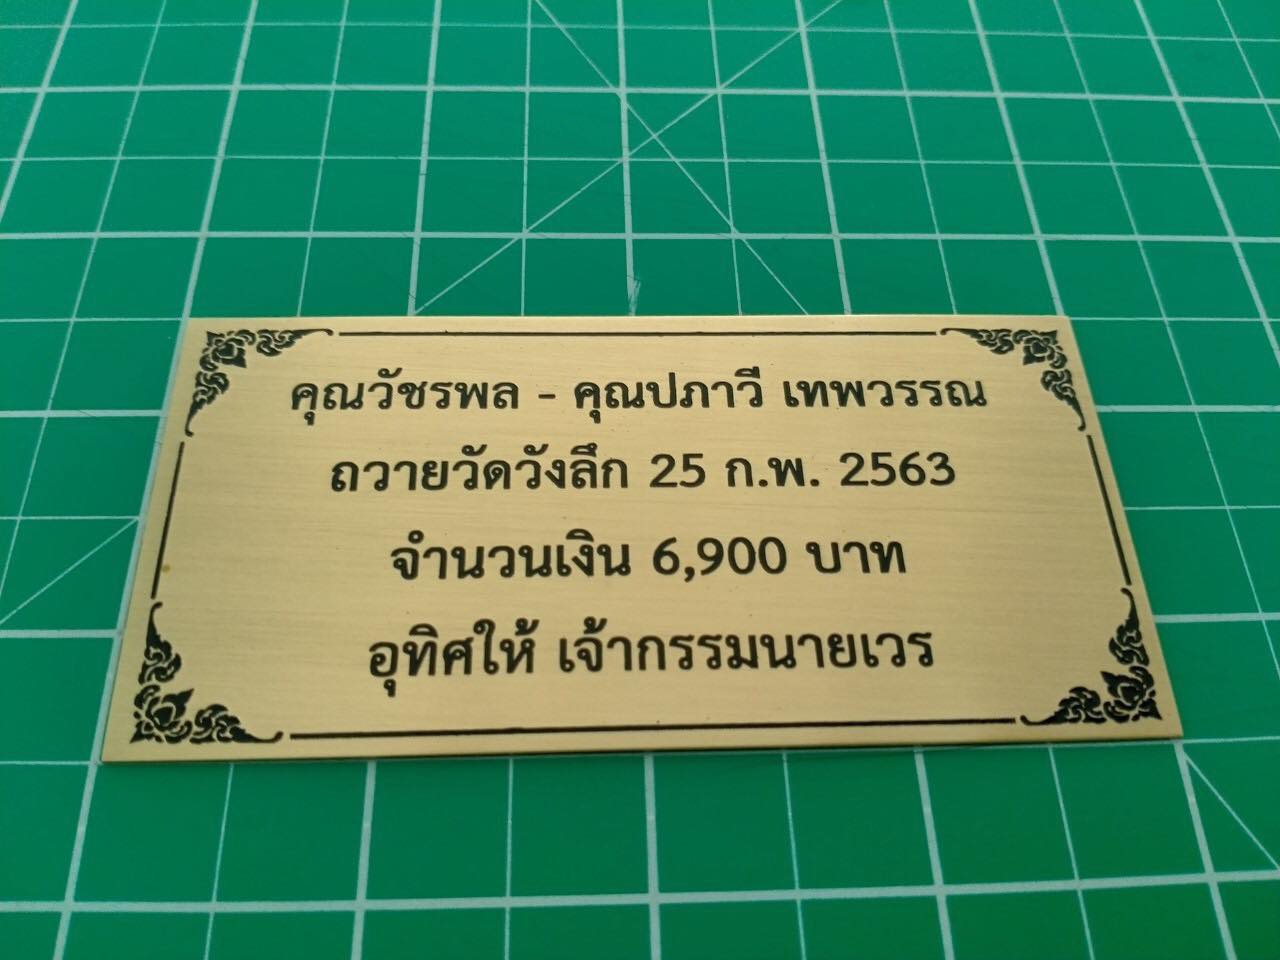 คุณวัชรพล - คุณปภาวี เทพวรรณ
ถวายวัดวังลึก 25 ก.พ. 2563
จำนวนเงิน 6,900 บาท
อุทิศให้ เจ้ากรรมนายเวร